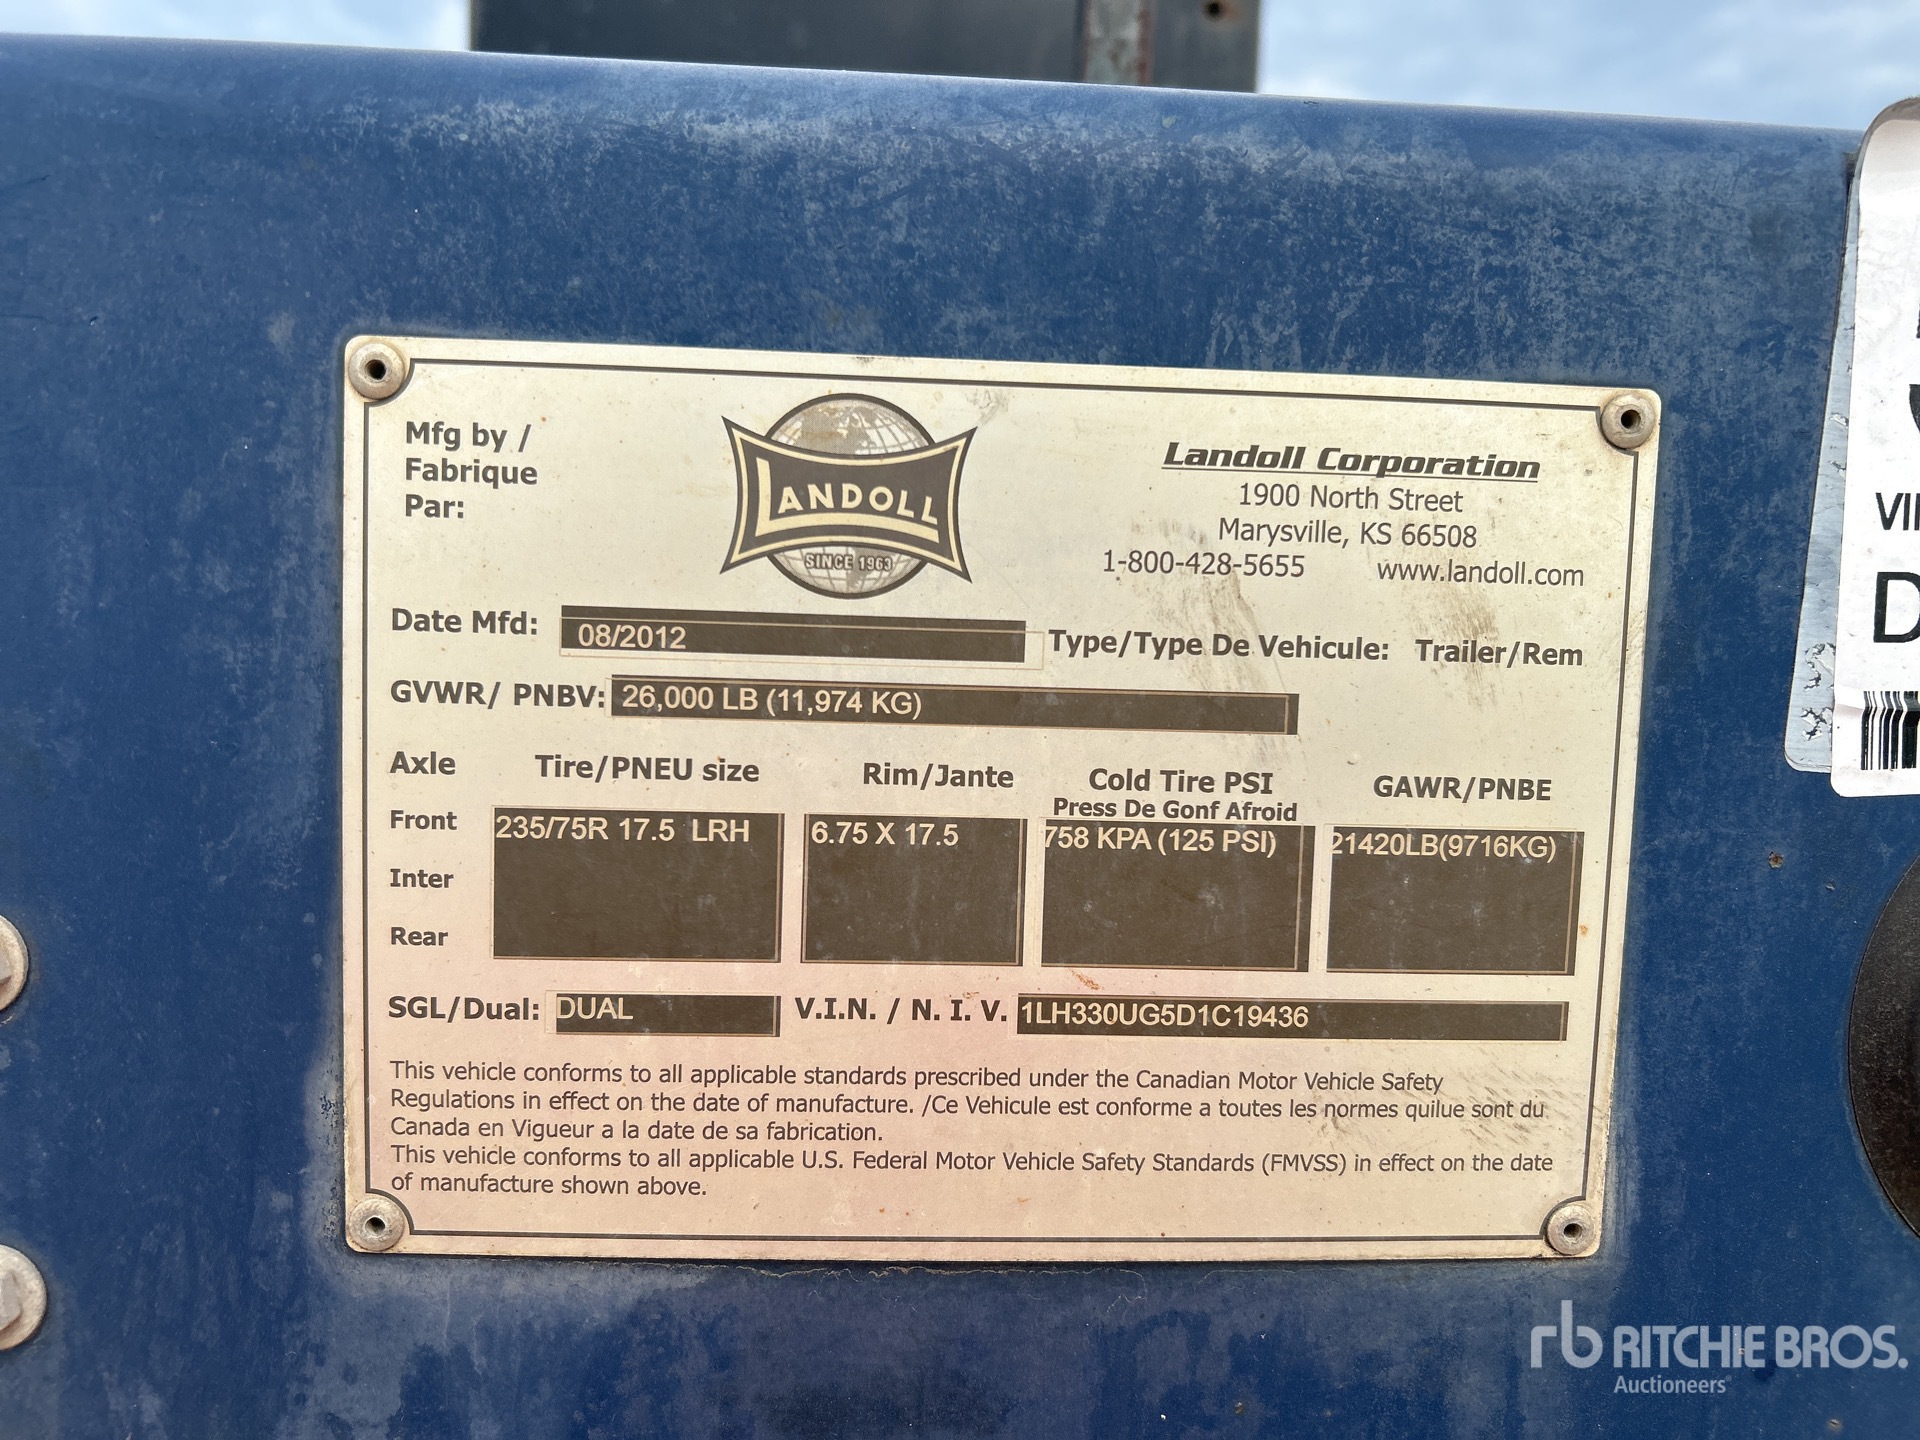 Mfg by /
Fabrique
Par:
LANDOLL
SINCE 1963
Landoll Corporation
1900 North Street
Marysville, KS 66508
1-800-428-5655 www.landoll.com
Date Mfd: 08/2012 Type/Type De Vehicule: Trailer/Rem
GVWR/ PNBV: 26,000 LB (11,974 KG)
Axle Tire/PNEU size Rim/Jante Cold Tire PSI GAWR/PNBE
Press De Gonf Afroid
Front 235/75R 17.5 LRH 6.75 X 17.5 758 KPA (125 PSI) 21420LB(9716KG)
Inter
Rear
SGL/Dual: DUAL V.I.N. / N. I. V. 1LH330UG5D1C19436
This vehicle conforms to all applicable standards prescribed under the Canadian Motor Vehicle Safety
Regulations in effect on the date of manufacture. /Ce Vehicule est conforme a toutes les normes quilue sont du
Canada en Vigueur a la date de sa fabrication.
This vehicle conforms to all applicable U.S. Federal Motor Vehicle Safety Standards (FMVSS) in effect on the date
of manufacture shown above.
rb RITCHIE BROS.
Auctioneers